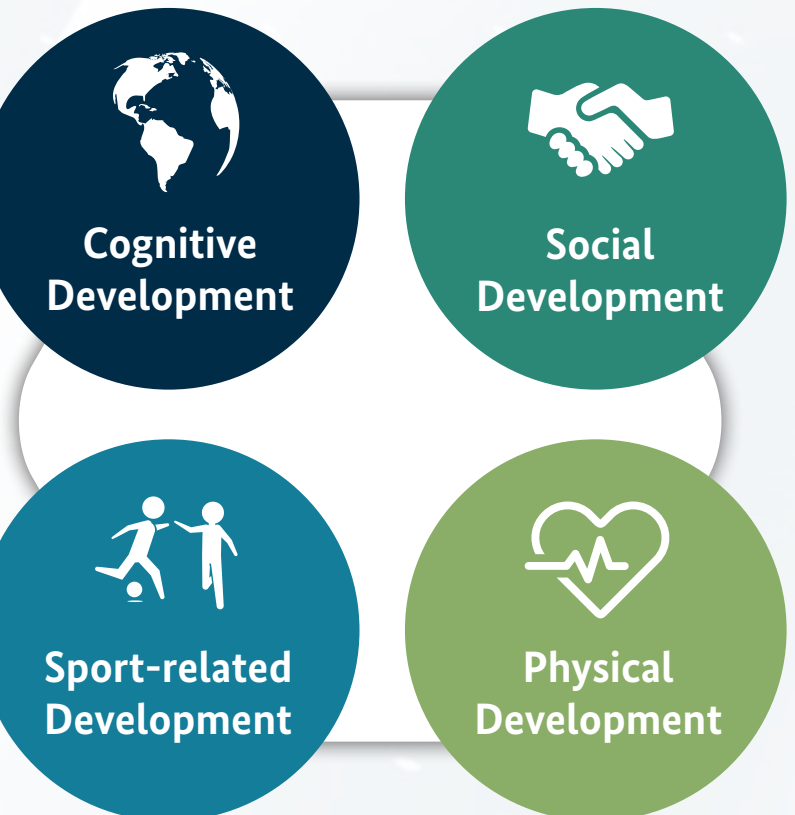 Cognitive
Development
Social
Development
Sport-related
Development
Physical
Development